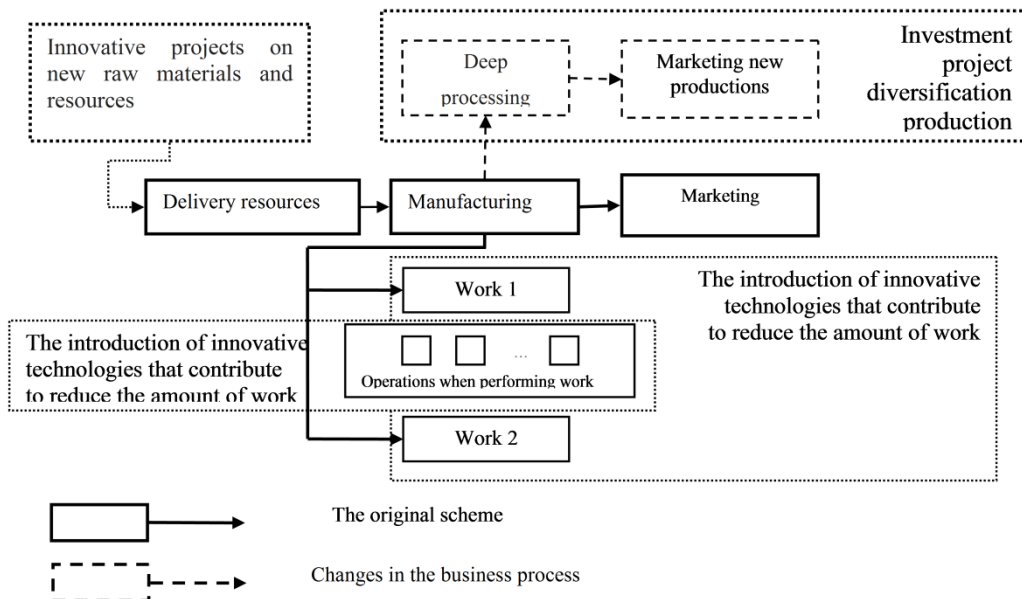 Innovative projects on
new raw materials and
resources
Deep
processing
Marketing new
productions
Investment
project
diversification
production
Delivery resources
Manufacturing
Marketing
Work 1
The introduction of innovative
technologies that contribute
to reduce the amount of work
The introduction of innovative
technologies that contribute
to reduce the amount of work
...
Operations when performing work
Work 2
The original scheme
Changes in the business process